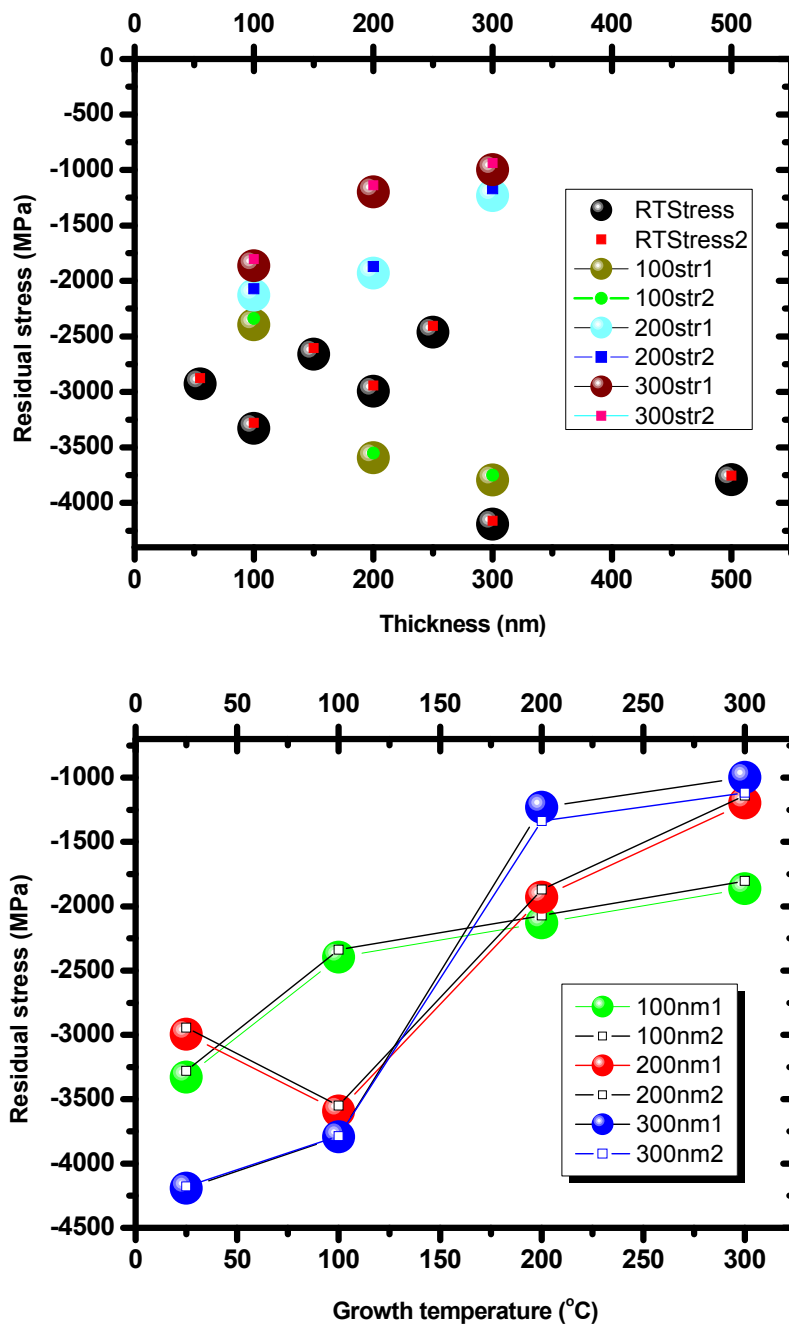 0 100 200 300 400 500
0
-500
-1000
-1500
-2000
-2500
-3000
-3500
-4000
Residual stress (MPa)
RTStress
RTStress2
100str1
100str2
200str1
200str2
300str1
300str2
0 100 200 300 400 500
Thickness (nm)
0 50 100 150 200 250 300
-1000
-1500
-2000
-2500
-3000
-3500
-4000
-4500
Residual stress (MPa)
100nm1
100nm2
200nm1
200nm2
300nm1
300nm2
0 50 100 150 200 250 300
Growth temperature (°C)